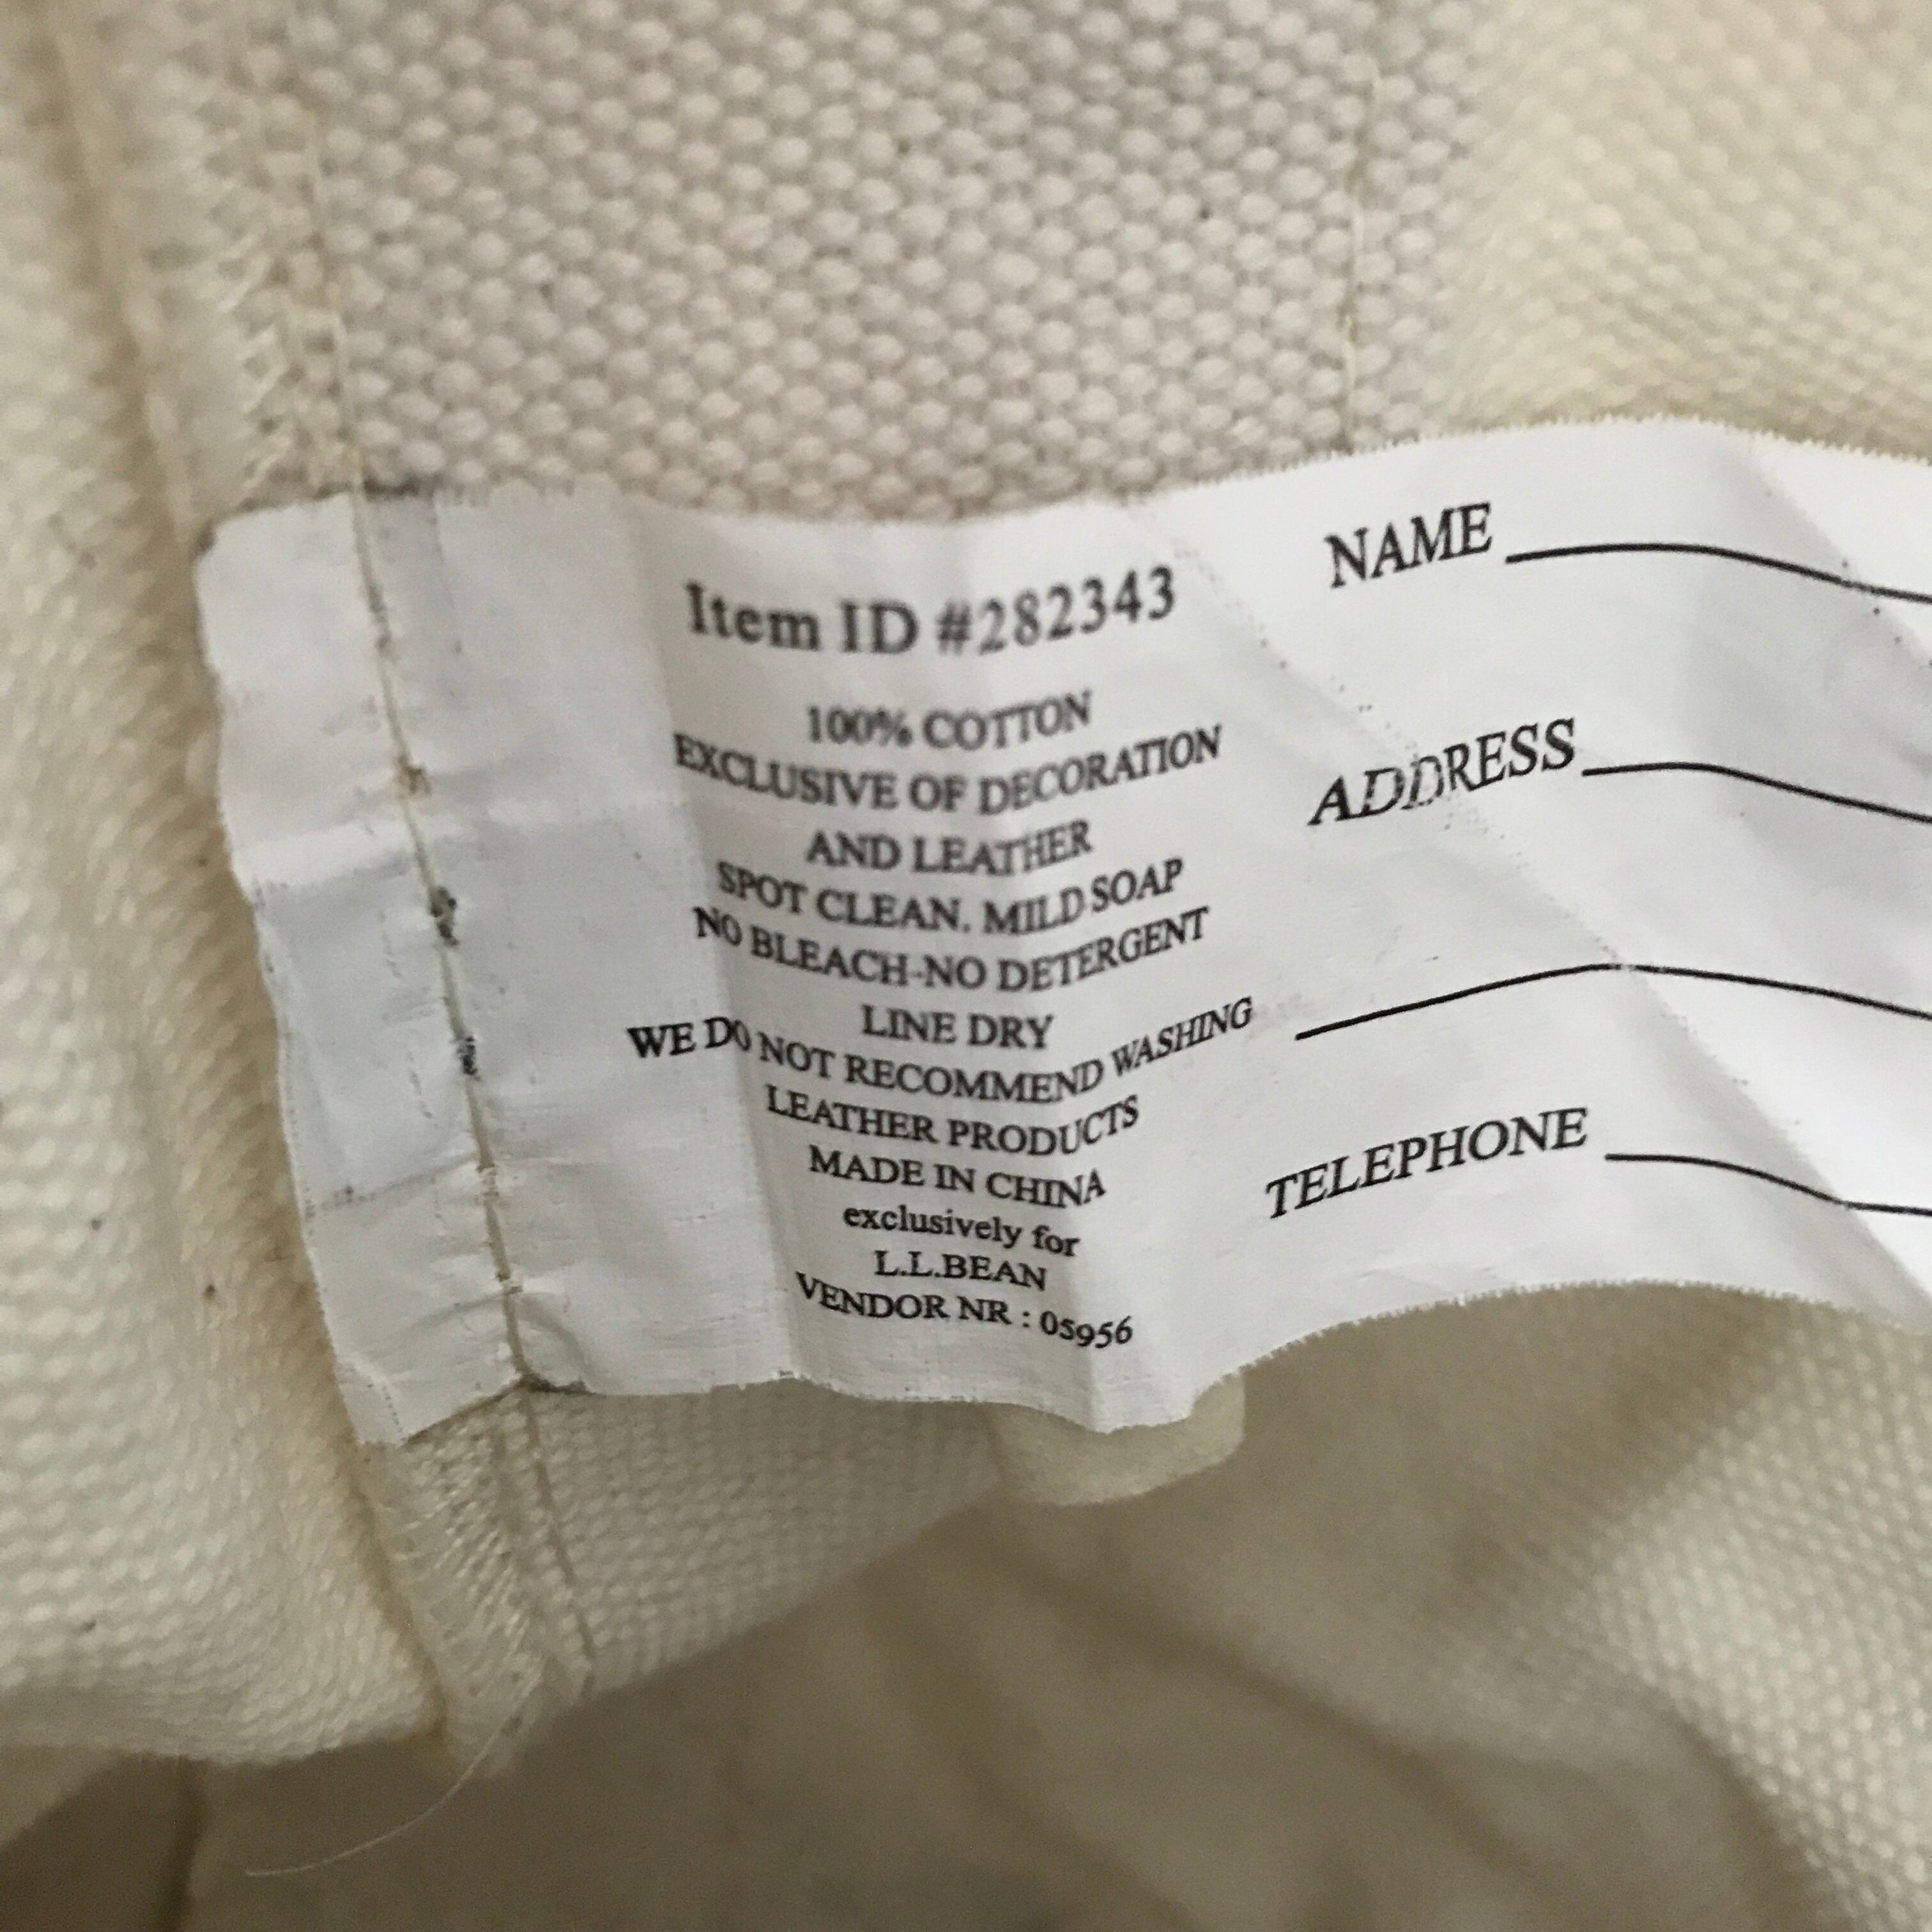 Item ID #282343
100% COTTON
EXCLUSIVE OF DECORATION
AND LEATHER
SPOT CLEAN. MILD SOAP
NO BLEACH-NO DETERGENT
LINE DRY
WE DO NOT RECOMMEND WASHING
LEATHER PRODUCTS
MADE IN CHINA
exclusively for
L.L.BEAN
VENDOR NR : 05956
NAME
ADDRESS
TELEPHONE